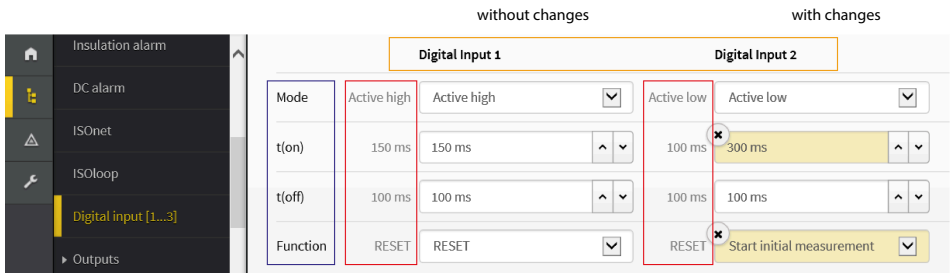 without changes with changes
Insulation alarm
Digital Input 1 Digital Input 2
DC alarm
Mode Active high Active high Active low Active low
ISOnet
t(on) 150 ms 150 ms 100 ms 300 ms
ISOloop
t(off) 100 ms 100 ms 100 ms 100 ms
Digital input [1...3]
Function RESET RESET RESET Start initial measurement
Outputs